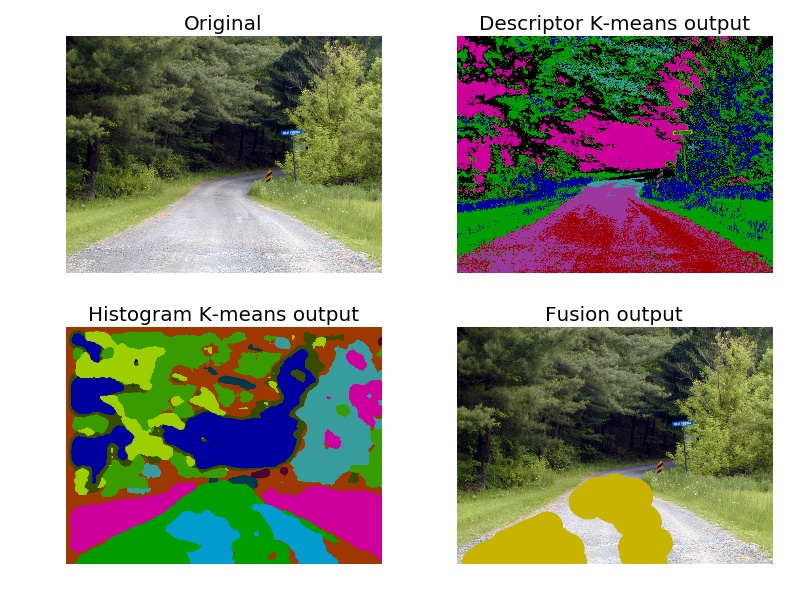 Original
Descriptor K-means output
Histogram K-means output
Fusion output